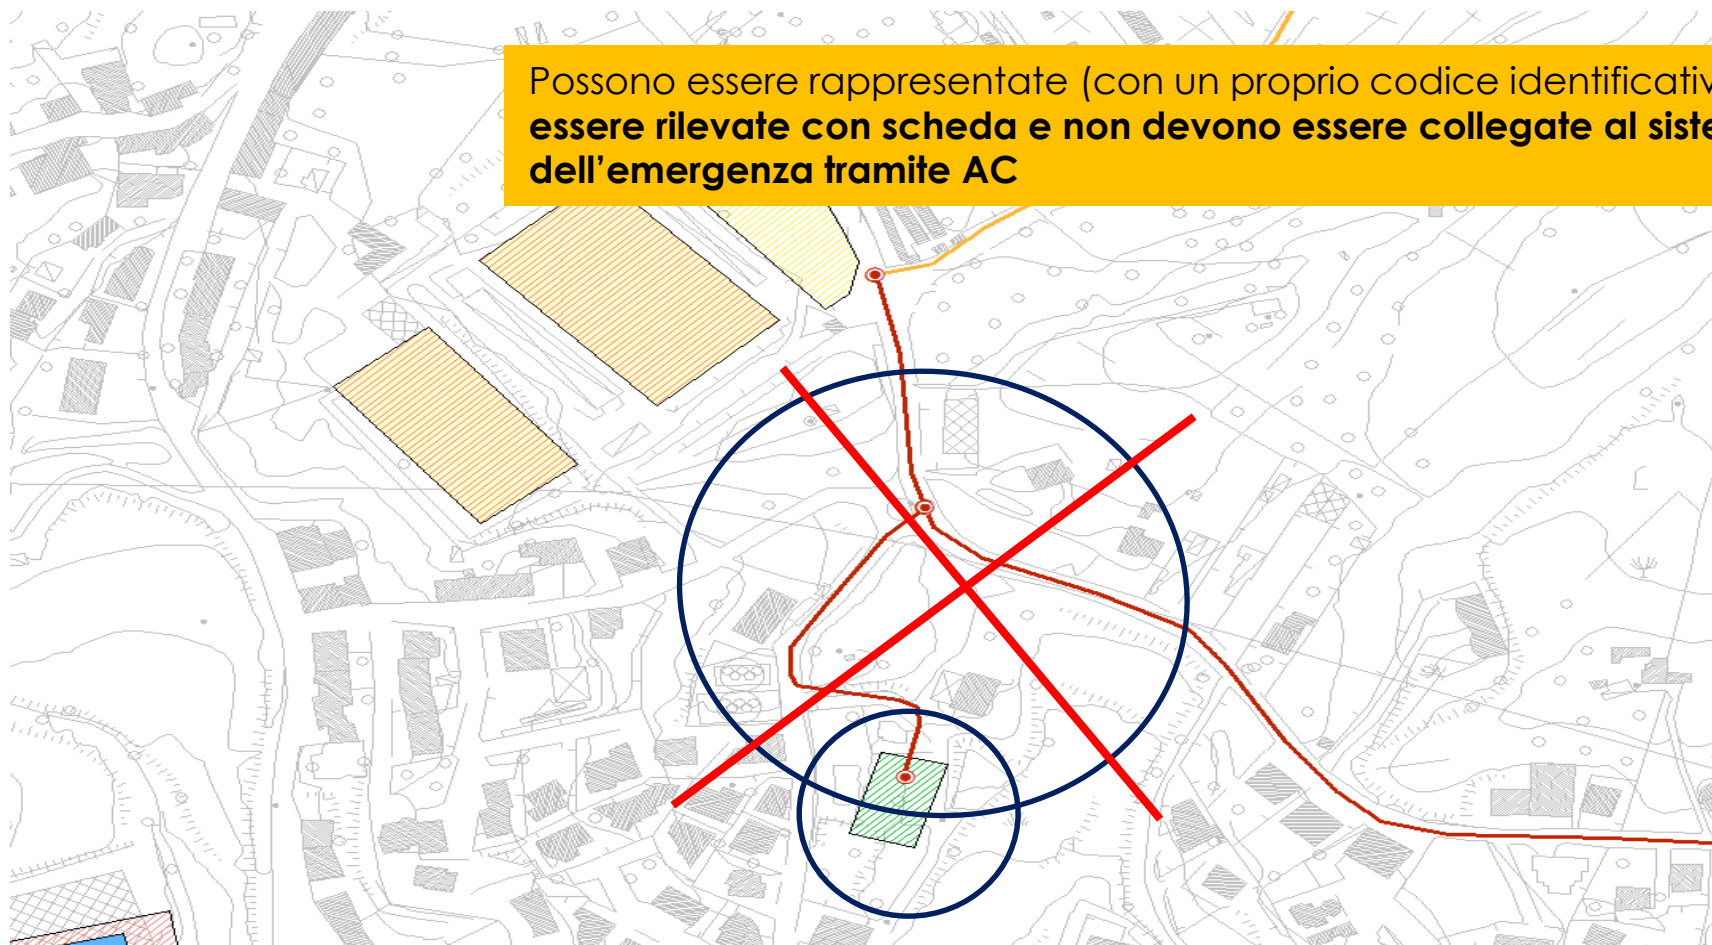 Possono essere rappresentate (con un proprio codice identificativ
essere rilevate con scheda e non devono essere collegate al siste
dell’emergenza tramite AC